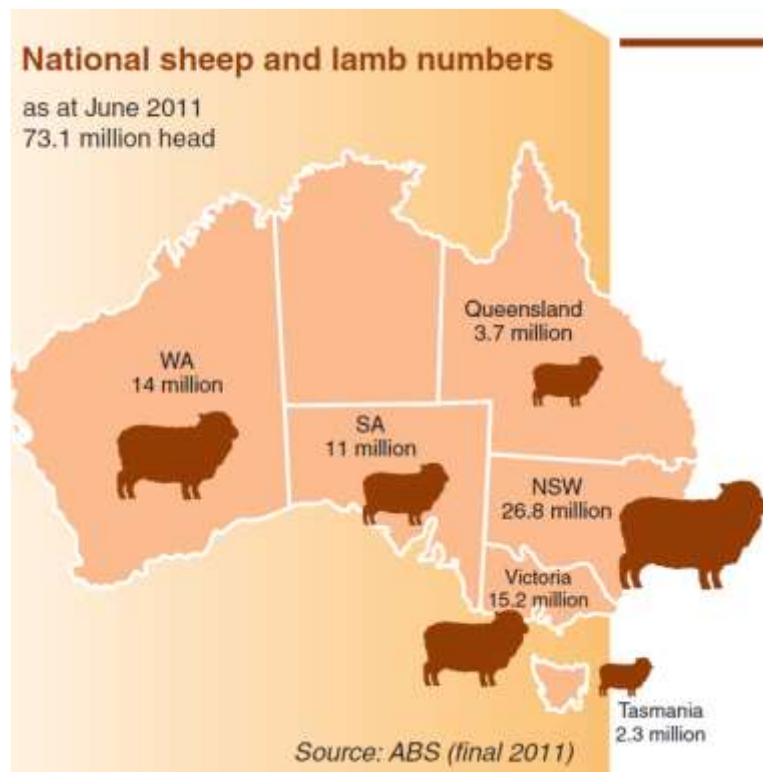 National sheep and lamb numbers
as at June 2011
73.1 million head
Queensland
3.7 million
WA
14 million
SA
11 million
NSW
26.8 million
Victoria
15.2 million
Tasmania
2.3 million
Source: ABS (final 2011)